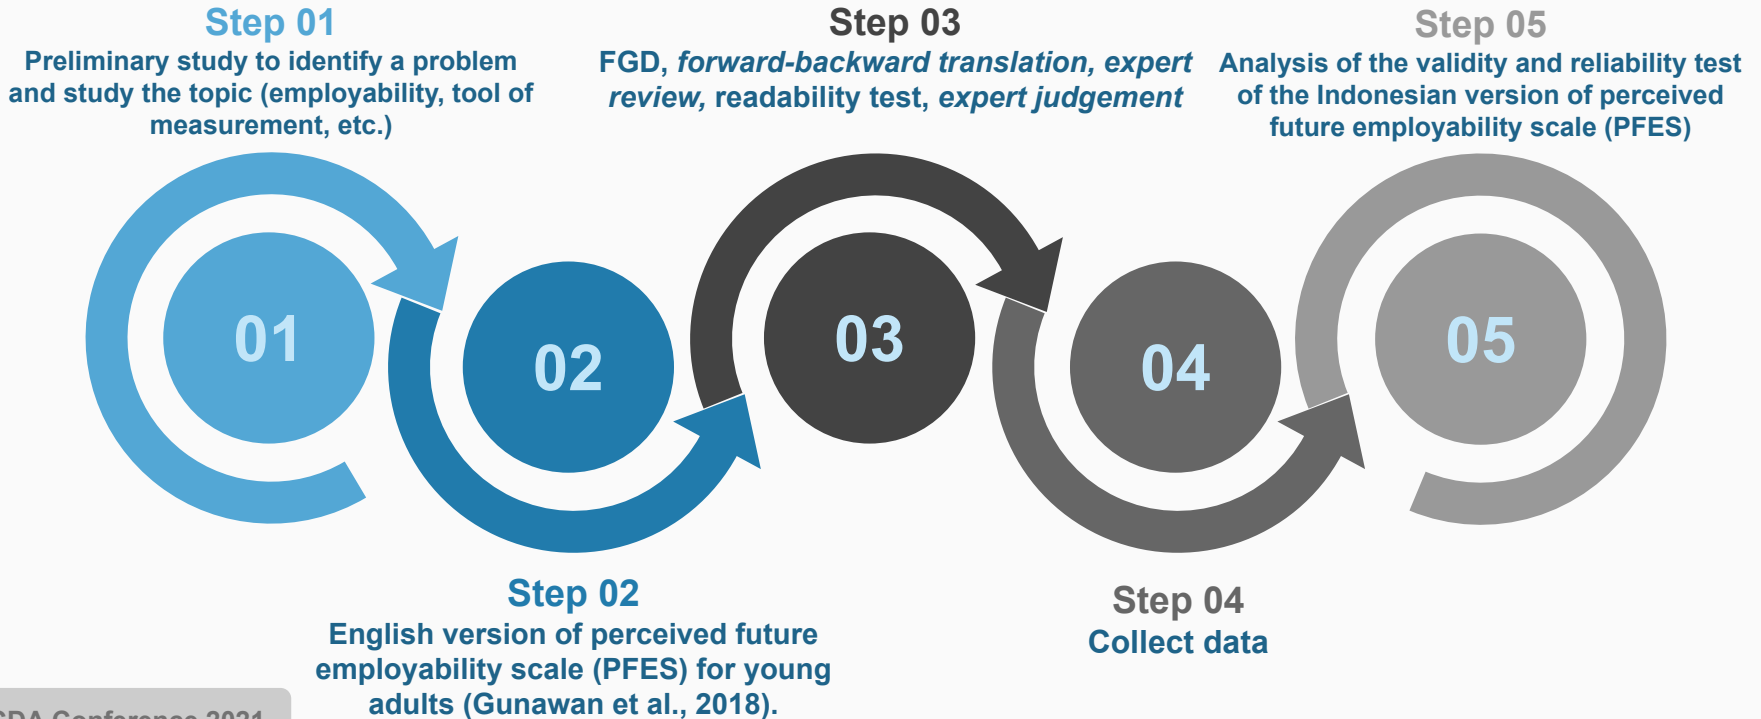 Step 01
Preliminary study to identify a problem
and study the topic (employability, tool of
measurement, etc.)
Step 03
FGD, forward-backward translation, expert
review, readability test, expert judgement
Step 05
Analysis of the validity and reliability test
of the Indonesian version of perceived
future employability scale (PFES)
01
02
03
04
05
Step 02
English version of perceived future
employability scale (PFES) for young
adults (Gunawan et al., 2018).
Step 04
Collect data
Conference 2021